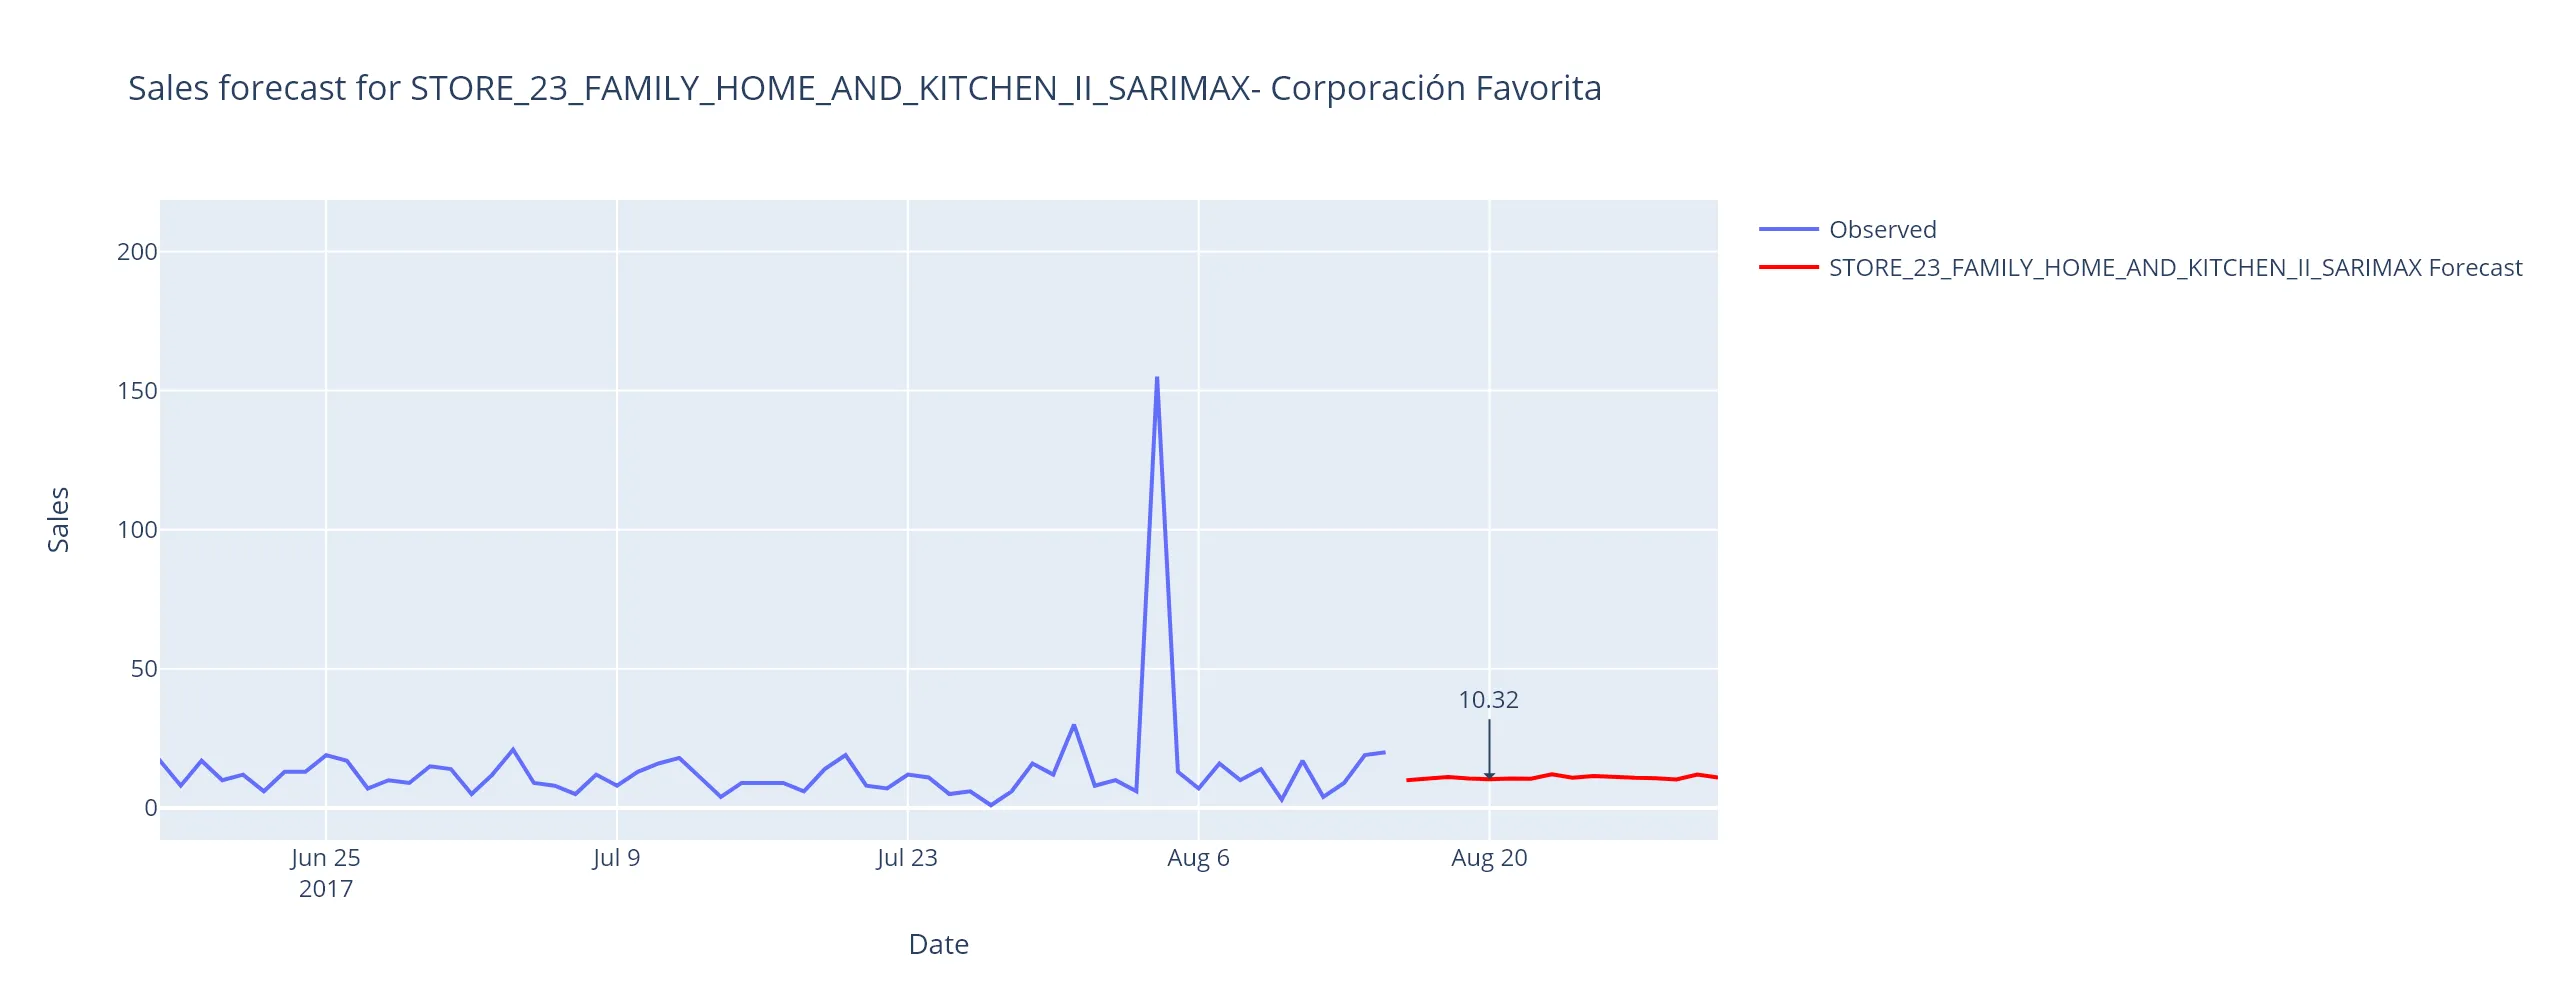 Sales forecast for STORE_23_FAMILY_HOME_AND_KITCHEN_II_SARIMAX- Corporación Favorita
Observed
STORE_23_FAMILY_HOME_AND_KITCHEN_II_SARIMAX Forecast
Sales
200
150
100
50
0
10.32
Jun 25
2017
Jul 9
Jul 23
Aug 6
Aug 20
Date